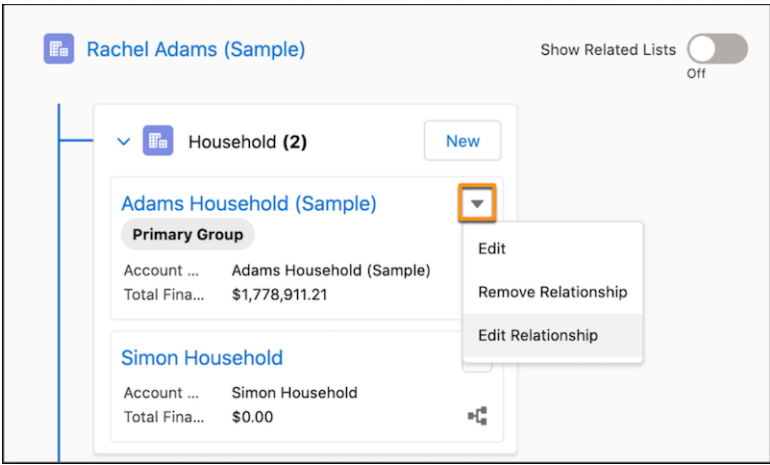 Rachel Adams (Sample)
Show Related Lists
Off
Household (2)
New
Adams Household (Sample)
Primary Group
Account ... Adams Household (Sample)
Total Fina... $1,778,911.21
Edit
Remove Relationship
Edit Relationship
Simon Household
Account ... Simon Household
Total Fina... $0.00